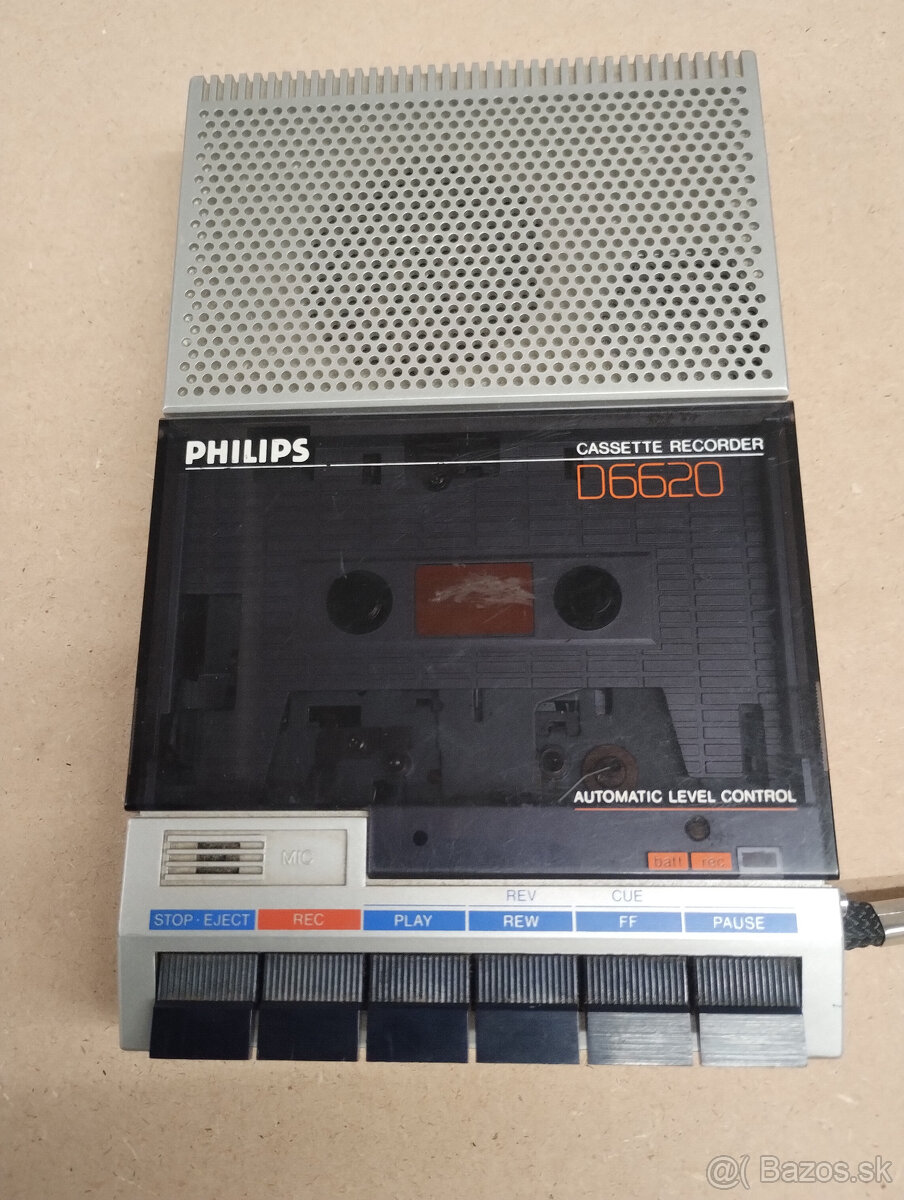 PHILIPS
CASSETTE RECORDER
D6620
AUTOMATIC LEVEL CONTROL
MIC
batt rec
REV CUE
STOP·EJECT REC PLAY REW FF PAUSE
@( Bazos.sk